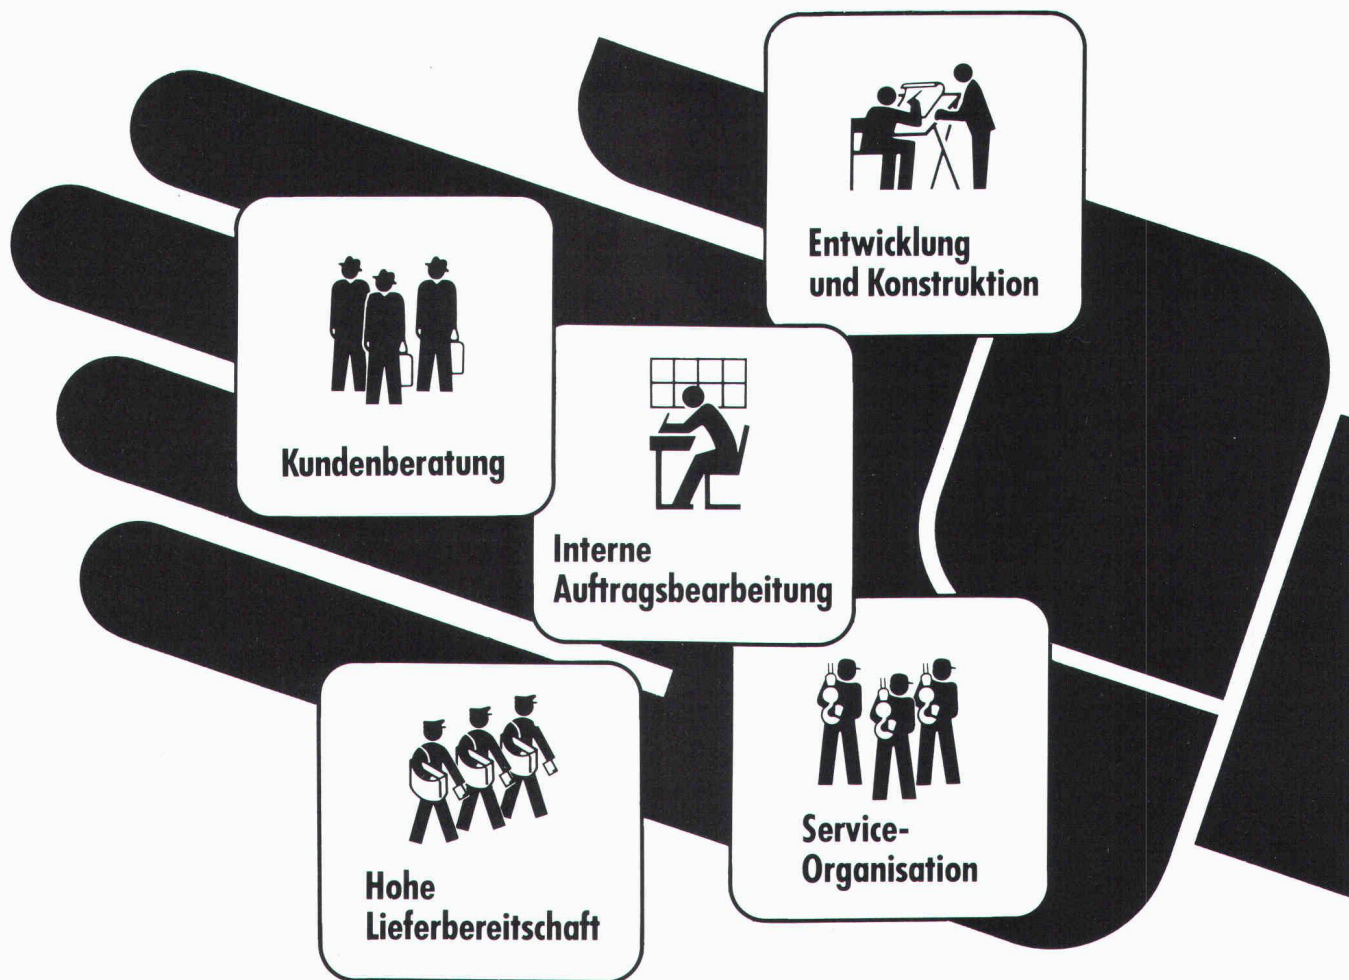 Entwicklung
und Konstruktion
Kundenberatung
Interne
Auftragsbearbeitung
Service-
Organisation
Hohe
Lieferbereitschaft